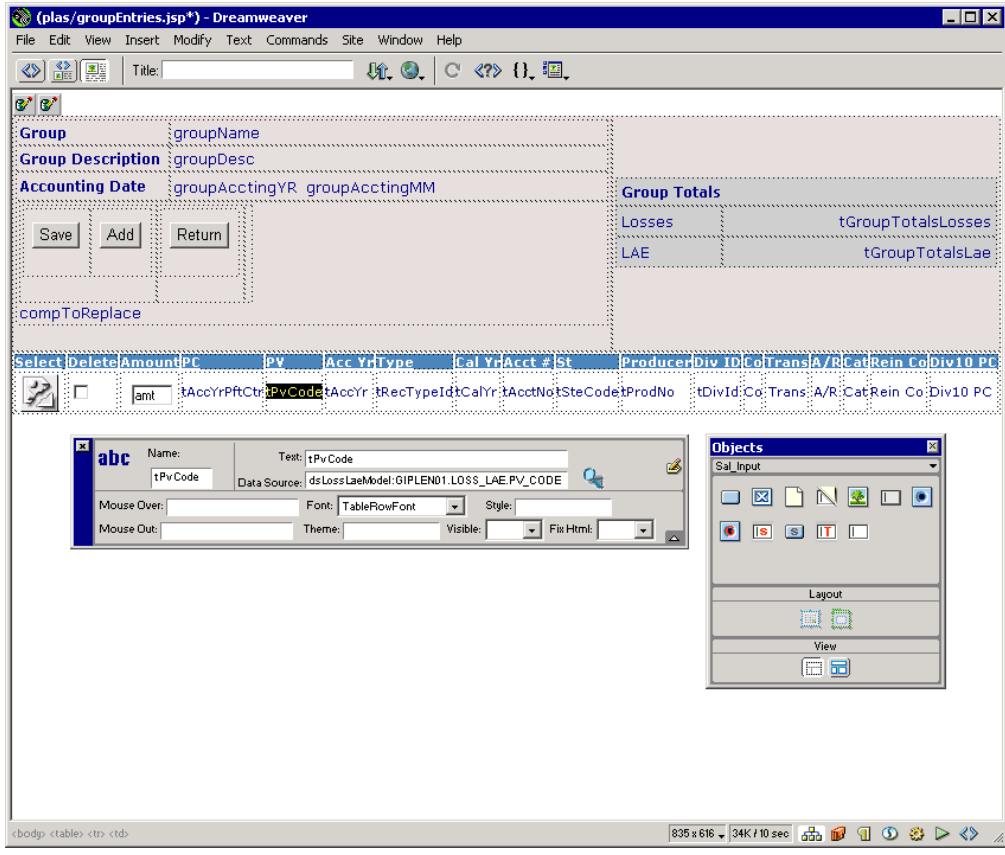 (plas/groupEntries.jsp*) - Dreamweaver
File Edit View Insert Modify Text Commands Site Window Help
Title:
Group groupName
Group Description groupDesc
Accounting Date groupAcctingYR groupAcctingMM
Group Totals
Save Add Return
Losses tGroupTotalsLosses
LAE tGroupTotalsLae
compToReplace
Select Delete Amount PC PV Acc Yr Type Cal Yr Acct # St Producer Div ID Co Trans A/R Cat Rein Co Div10 PC
amt tAccYrPftCtr tPvCode tAccYr tRecTypeId tCalYr tAcctNo tSteCode tProdNo tDivId Co Trans A/R Cat Rein Co Div10 PC
abc Name: Text: tPvCode
tPvCode Data Source: dsLossLaeModel:GIPLEN01.LOSS_LAE.PV_CODE
Mouse Over: Font: TableRowFont Style:
Mouse Out: Theme: Visible: Fix Html:
Objects
Sal_Input
Layout
View
<body> <table> <tr> <td> 835 x 616 34K / 10 sec